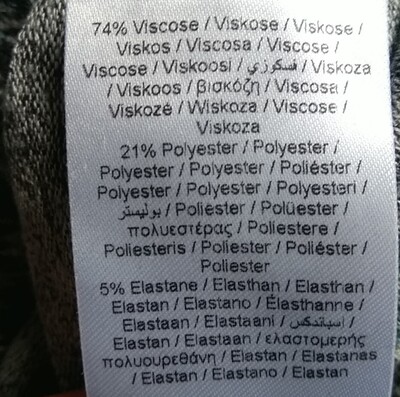 74% Viscose / Viskose / Viskose /
Viskos / Viscosa / Viscose /
Viscose / Viskoosi / فسكوزي / Viskoza
/ Viskoos / βισκόζη / Viscosa /
Viskozė / Wiskoza / Viscose /
Viskoza
21% Polyester / Polyester /
Polyester / Polyester / Poliéster /
Polyester / Polyester / Polyesteri /
بوليستر / Poliester / Polüester /
πολυεστέρας / Poliestere /
Poliesteris / Poliester / Poliéster /
Poliester
5% Elastane / Elasthan / Elasthan /
Elastan / Elastano / Élasthanne /
Elastaan / Elastaani / اسباندكس /
Elastan / Elastaan / ελαστομερής
πολυουρεθάνη / Elastan / Elastanas
/ Elastan / Elastano / Elastan